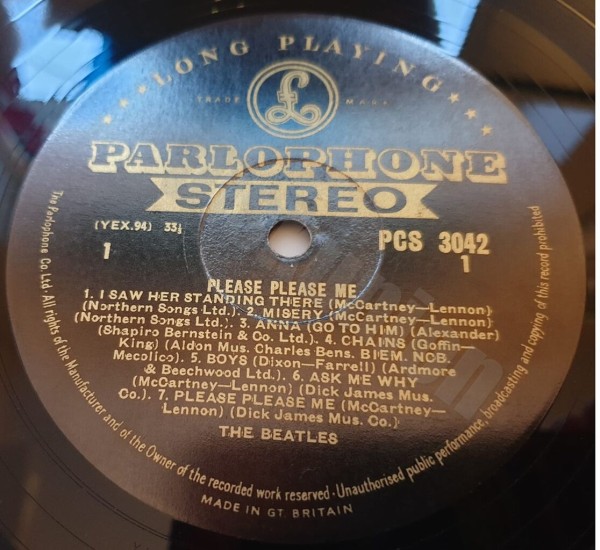 ★ ★ ★ LONG PLAYING ★ ★ ★
TRADE £ MARK
PARLOPHONE
STEREO
(YEX.94) 33⅓
1
PCS 3042
1
PLEASE PLEASE ME
1. I SAW HER STANDING THERE (McCartney—Lennon)
(Northern Songs Ltd.). 2. MISERY (McCartney—Lennon)
(Northern Songs Ltd.). 3. ANNA (GO TO HIM) (Alexander)
(Shapiro Bernstein & Co. Ltd.). 4. CHAINS (Goffin—
King) (Aldon Mus. Charles Bens. BIEM. NCB.
Mecolico). 5. BOYS (Dixon—Farrell) (Ardmore
& Beechwood Ltd.). 6. ASK ME WHY
(McCartney—Lennon) (Dick James Mus.
Co.). 7. PLEASE PLEASE ME (McCartney—
Lennon) (Dick James Mus. Co.)
THE BEATLES
The Parlophone Co. Ltd. All rights of the Manufacturer and of the Owner of the recorded work reserved · Unauthorised public performance, broadcasting and copying of this record prohibited
MADE IN GT. BRITAIN